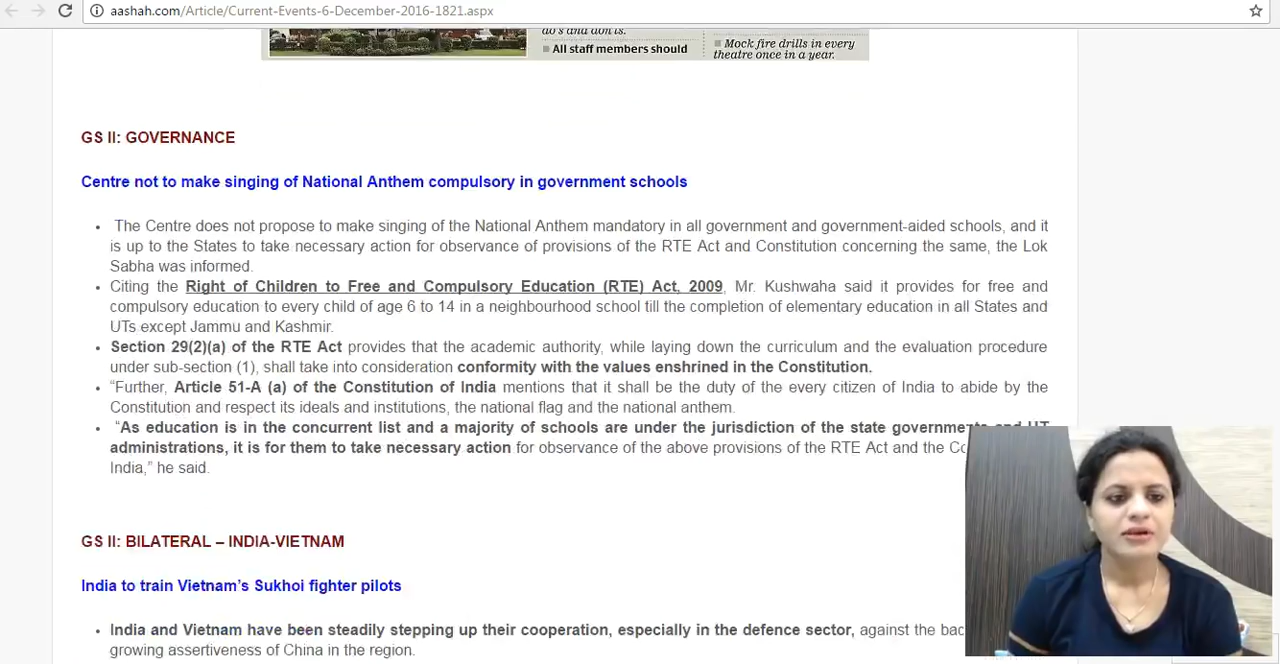 aashah.com/Article/Current-Events-6-December-2016-1821.aspx
do's and don'ts.
■ All staff members should
■ Mock fire drills in every
theatre once in a year.
GS II: GOVERNANCE
Centre not to make singing of National Anthem compulsory in government schools
• The Centre does not propose to make singing of the National Anthem mandatory in all government and government-aided schools, and it
is up to the States to take necessary action for observance of provisions of the RTE Act and Constitution concerning the same, the Lok
Sabha was informed.
• Citing the Right of Children to Free and Compulsory Education (RTE) Act, 2009, Mr. Kushwaha said it provides for free and
compulsory education to every child of age 6 to 14 in a neighbourhood school till the completion of elementary education in all States and
UTs except Jammu and Kashmir.
• Section 29(2)(a) of the RTE Act provides that the academic authority, while laying down the curriculum and the evaluation procedure
under sub-section (1), shall take into consideration conformity with the values enshrined in the Constitution.
• “Further, Article 51-A (a) of the Constitution of India mentions that it shall be the duty of the every citizen of India to abide by the
Constitution and respect its ideals and institutions, the national flag and the national anthem.
• “As education is in the concurrent list and a majority of schools are under the jurisdiction of the state governments and UT
administrations, it is for them to take necessary action for observance of the above provisions of the RTE Act and the
India,” he said.
GS II: BILATERAL – INDIA-VIETNAM
India to train Vietnam’s Sukhoi fighter pilots
• India and Vietnam have been steadily stepping up their cooperation, especially in the defence sector, against the
growing assertiveness of China in the region.